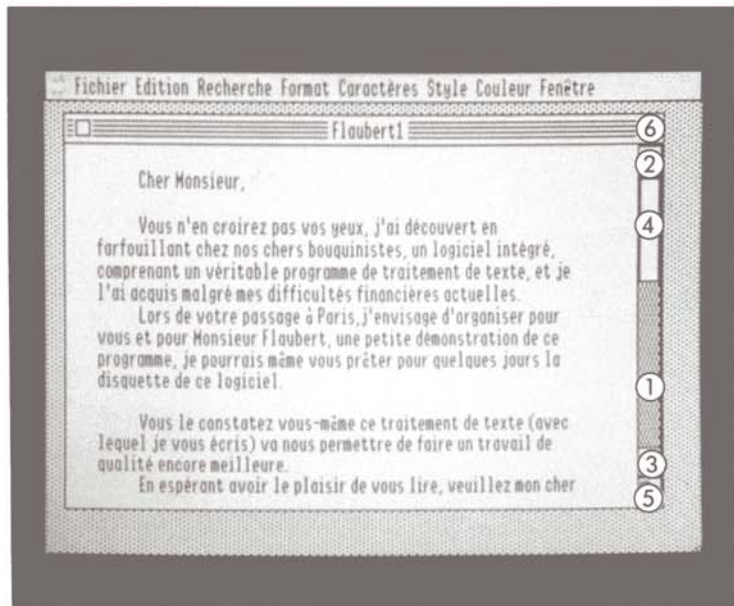 Fichier Edition Recherche Format Caractères Style Couleur Fenêtre
Flaubert1
⑥
②
Cher Monsieur,
④
Vous n'en croirez pas vos yeux, j'ai découvert en
farfouillant chez nos chers bouquinistes, un logiciel intégré,
comprenant un véritable programme de traitement de texte, et je
l'ai acquis malgré mes difficultés financières actuelles.
Lors de votre passage à Paris,j'envisage d'organiser pour
vous et pour Monsieur Flaubert, une petite démonstration de ce
programme, je pourrais même vous prêter pour quelques jours la
disquette de ce logiciel.
①
Vous le constatez vous-même ce traitement de texte (avec
lequel je vous écris) va nous permettre de faire un travail de
qualité encore meilleure.
③
En espérant avoir le plaisir de vous lire, veuillez mon cher
⑤